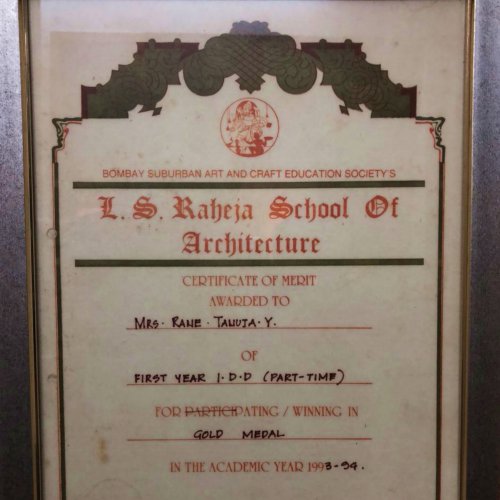 BOMBAY SUBURBAN ART AND CRAFT EDUCATION SOCIETY'S
L. S. Raheja School Of
Architecture
CERTIFICATE OF MERIT
AWARDED TO
MRS. RANE. TANUJA. Y.
OF
FIRST YEAR I.D.D (PART-TIME)
FOR PARTICIPATING / WINNING IN
GOLD MEDAL
IN THE ACADEMIC YEAR 1993-94.